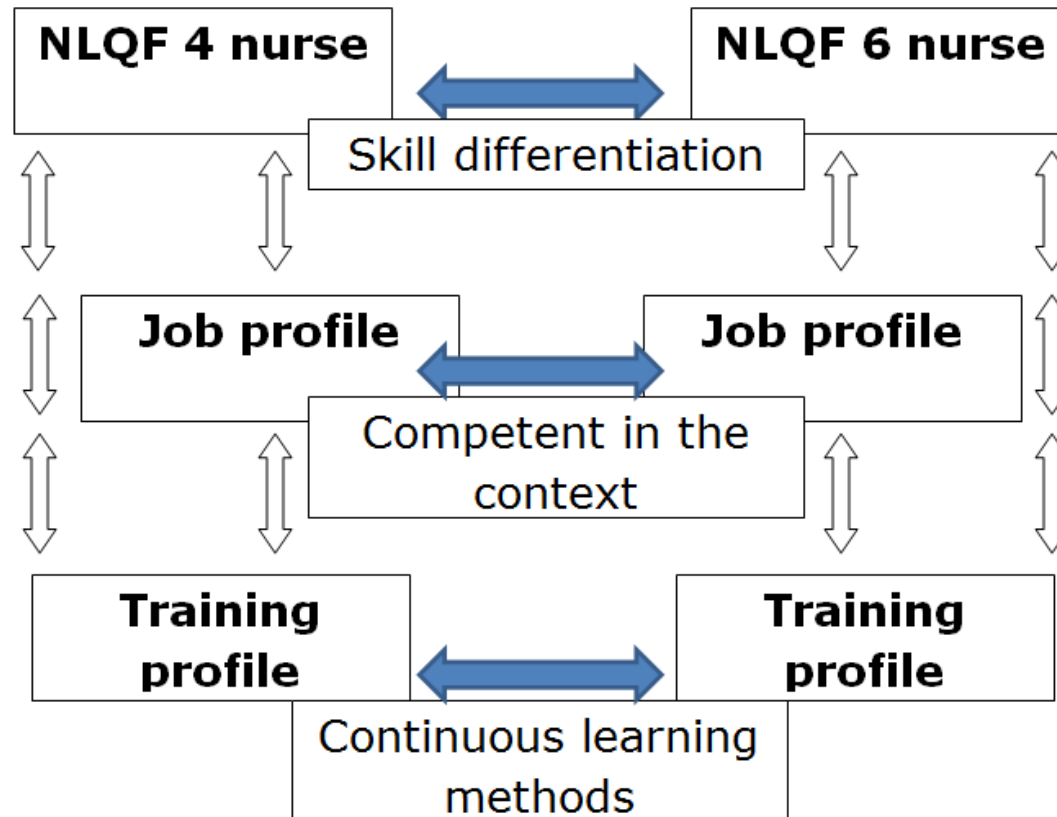 NLQF 4 nurse
NLQF 6 nurse
Skill differentiation
Job profile
Job profile
Competent in the
context
Training
profile
Training
profile
Continuous learning
methods